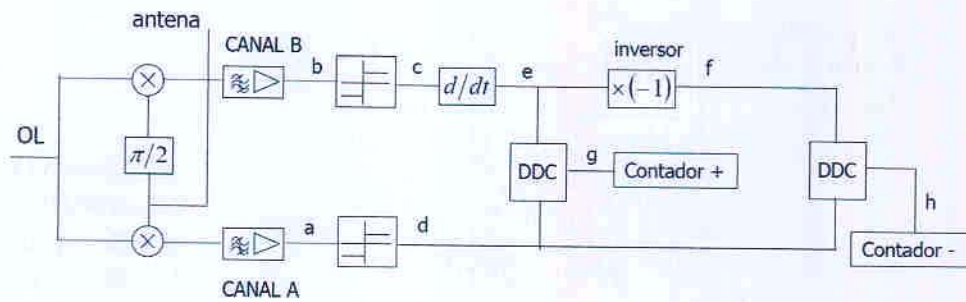 antena
CANAL B
b
c
d/dt
e
inversor
×(−1)
f
OL
π/2
DDC
g
Contador +
DDC
h
a
d
Contador -
CANAL A